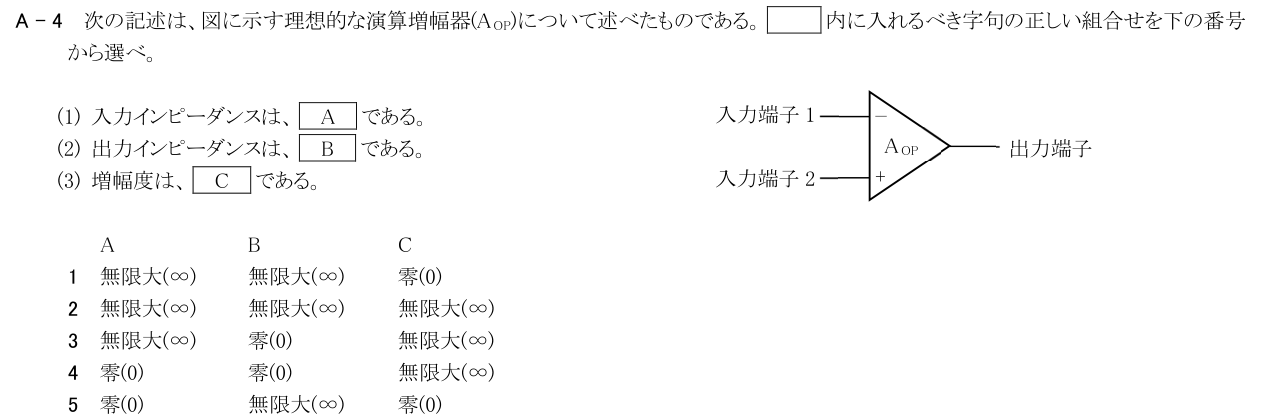 A－4 次の記述は、図に示す理想的な演算増幅器(AOP)について述べたものである。□内に入れるべき字句の正しい組合せを下の番号
から選べ。
(1) 入力インピーダンスは、 A である。
(2) 出力インピーダンスは、 B である。
(3) 増幅度は、 C である。
入力端子 1
－
AOP
出力端子
入力端子 2
+
A B C
1 無限大(∞) 無限大(∞) 零(0)
2 無限大(∞) 無限大(∞) 無限大(∞)
3 無限大(∞) 零(0) 無限大(∞)
4 零(0) 零(0) 無限大(∞)
5 零(0) 無限大(∞) 零(0)